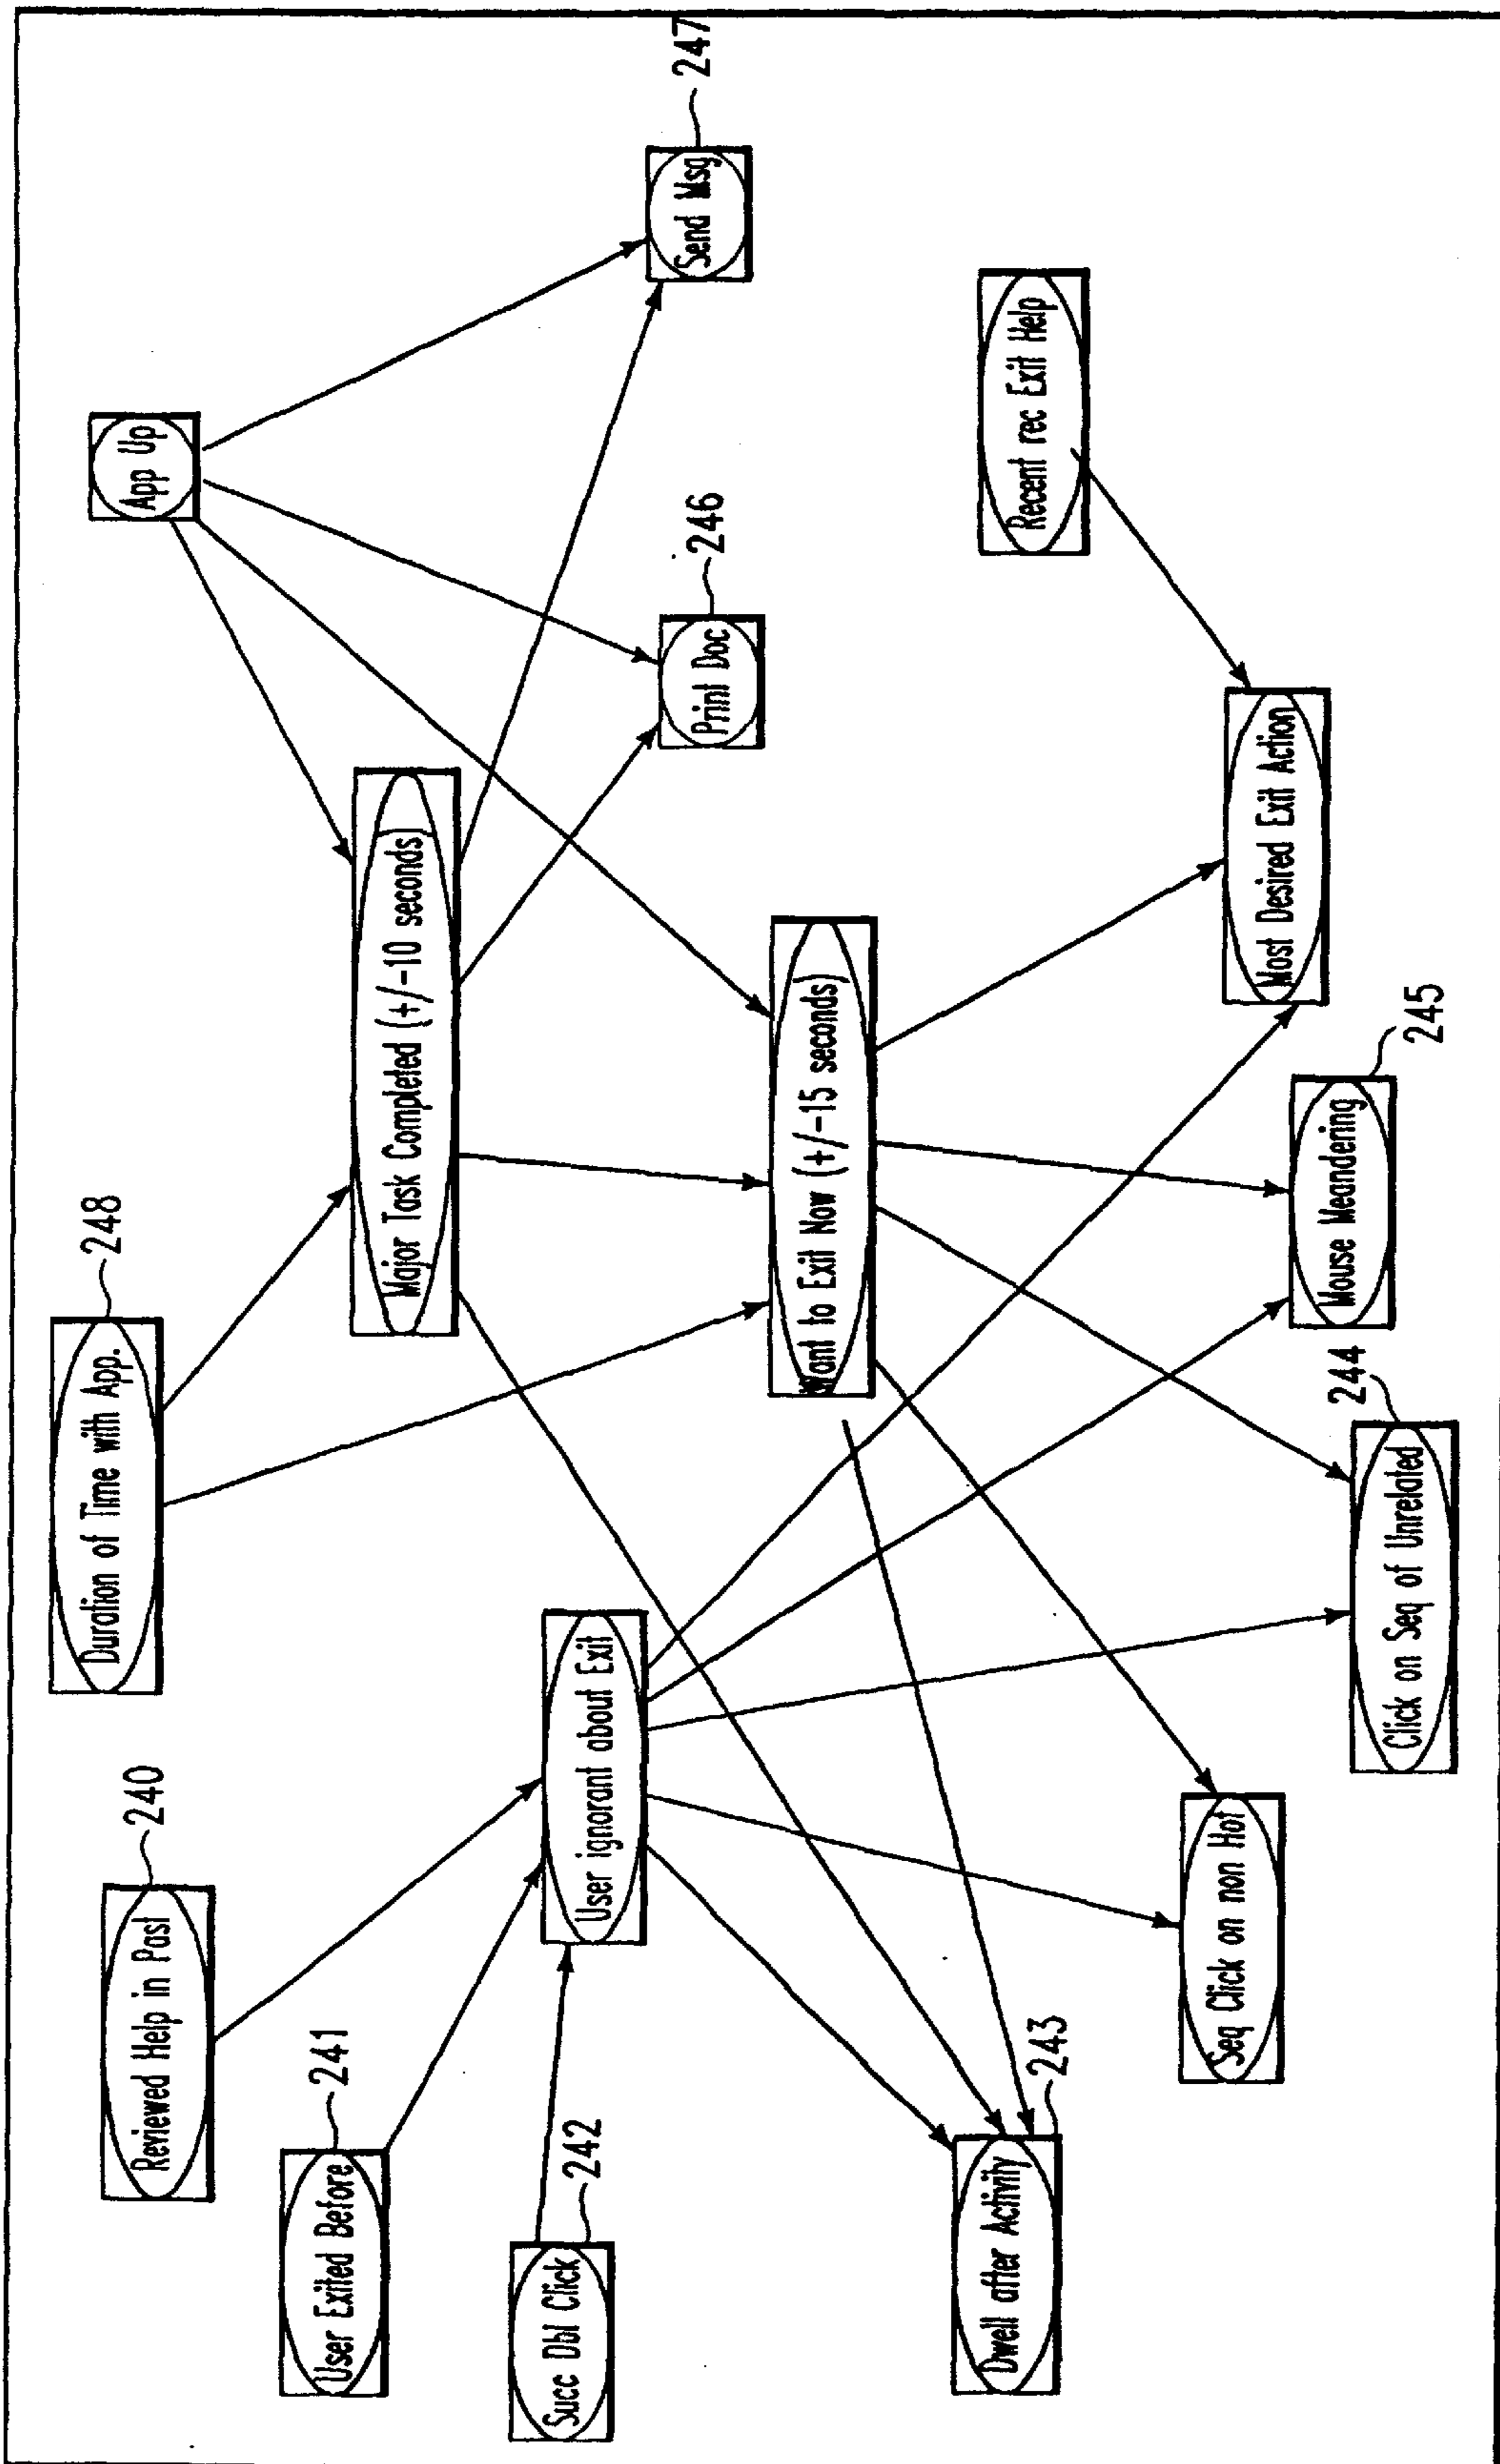 Duration of Time with App.
248
Reviewed Help in Past
240
App Up
User Exited Before
241
Major Task Completed (+/-10 seconds)
Succ Dbl Click
242
User ignorant about Exit
Print Doc
246
Send Msg
247
Want to Exit Now (+/-15 seconds)
Dwell after Activity
243
Recent rec Exit Help
Seq Click on non Hot
Most Desired Exit Action
Mouse Meandering
245
Click on Seq of Unrelated
244